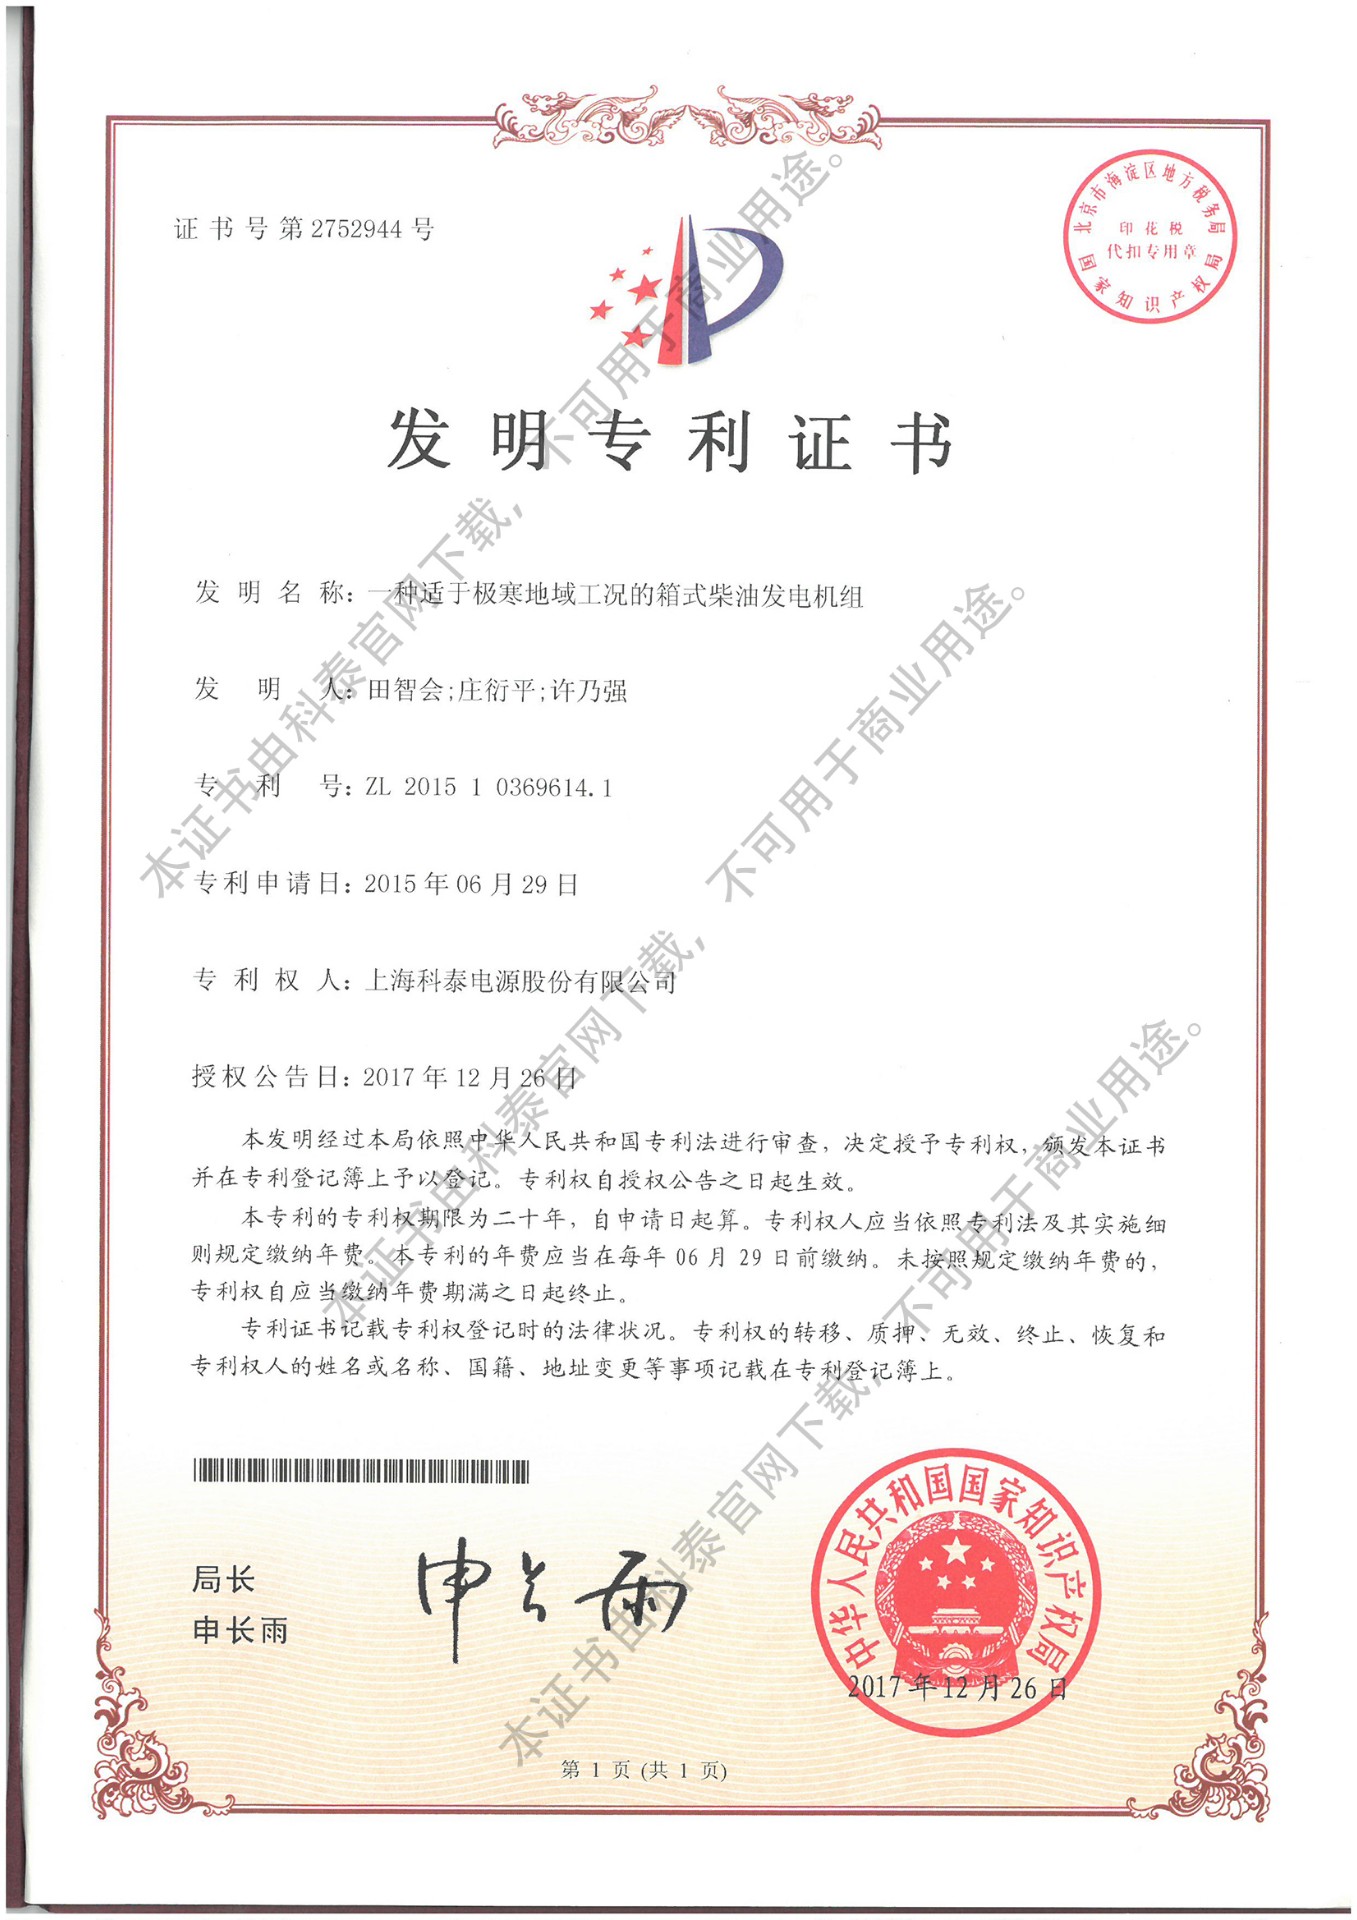 证书号第2752944号
北京市海淀区地方税务局
印花税
代扣专用章
国家知识产权局
发明专利证书
发明名称：一种适于极寒地域工况的箱式柴油发电机组
发明人：田智会;庄衍平;许乃强
专利号：ZL 2015 1 0369614.1
专利申请日：2015年06月29日
专利权人：上海科泰电源股份有限公司
授权公告日：2017年12月26日
本发明经过本局依照中华人民共和国专利法进行审查，决定授予专利权，颁发本证书
并在专利登记簿上予以登记。专利权自授权公告之日起生效。
本专利的专利权期限为二十年，自申请日起算。专利权人应当依照专利法及其实施细
则规定缴纳年费。本专利的年费应当在每年06月29日前缴纳。未按照规定缴纳年费的，
专利权自应当缴纳年费期满之日起终止。
专利证书记载专利权登记时的法律状况。专利权的转移、质押、无效、终止、恢复和
专利权人的姓名或名称、国籍、地址变更等事项记载在专利登记簿上。
局长
申长雨
申长雨
中华人民共和国国家知识产权局
2017年12月26日
第1页(共1页)
本证书由科泰官网下载，不可用于商业用途。
本证书由科泰官网下载，不可用于商业用途。
本证书由科泰官网下载，不可用于商业用途。